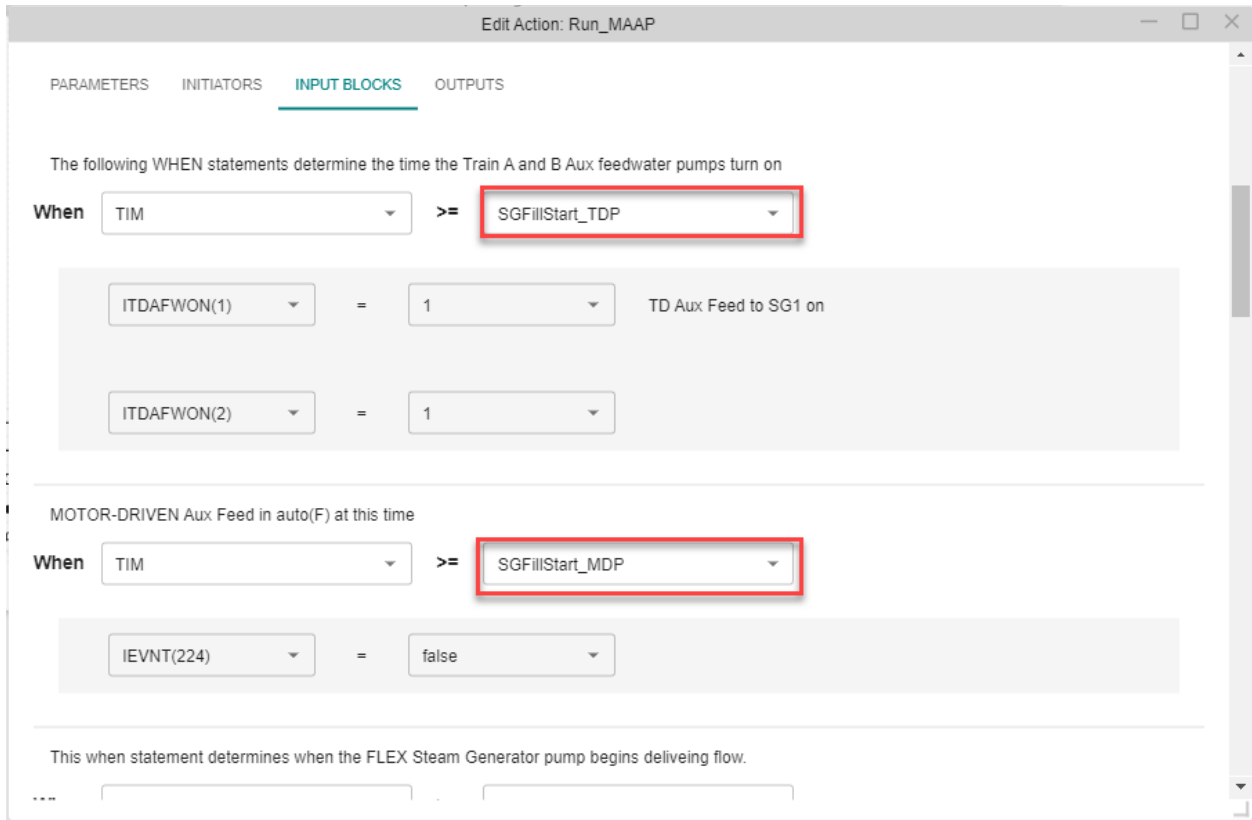 Edit Action: Run_MAAP
PARAMETERS INITIATORS INPUT BLOCKS OUTPUTS
The following WHEN statements determine the time the Train A and B Aux feedwater pumps turn on
When TIM >= SGFillStart_TDP
ITDAFWON(1) = 1 TD Aux Feed to SG1 on
ITDAFWON(2) = 1
MOTOR-DRIVEN Aux Feed in auto(F) at this time
When TIM >= SGFillStart_MDP
IEVNT(224) = false
This when statement determines when the FLEX Steam Generator pump begins deliveing flow.